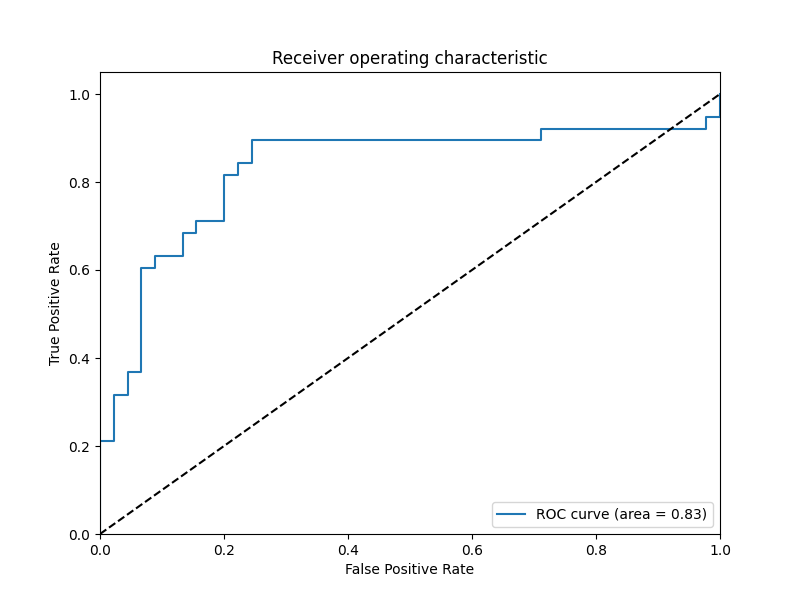 Receiver operating characteristic
1.0
0.8
0.6
0.4
0.2
0.0
True Positive Rate
ROC curve (area = 0.83)
0.0 0.2 0.4 0.6 0.8 1.0
False Positive Rate